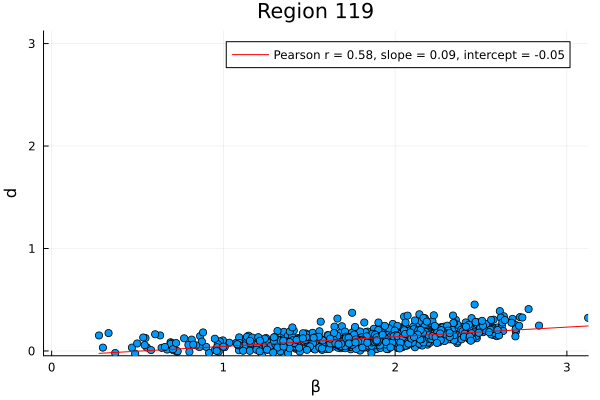 Region 119
Pearson r = 0.58, slope = 0.09, intercept = -0.05
3
2
1
0
d
0
1
2
3
β